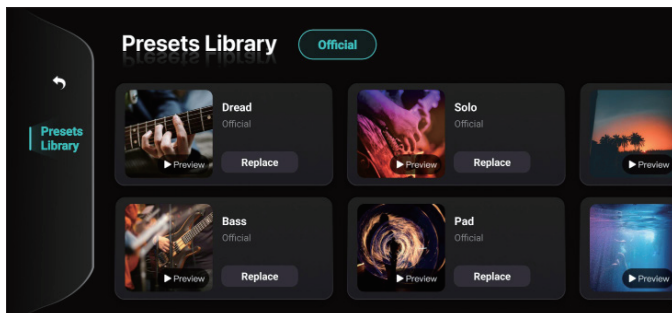 Presets Library
Official
Presets
Library
Dread
Official
Preview
Replace
Solo
Official
Preview
Replace
Preview
Bass
Official
Preview
Replace
Pad
Official
Preview
Replace
Preview